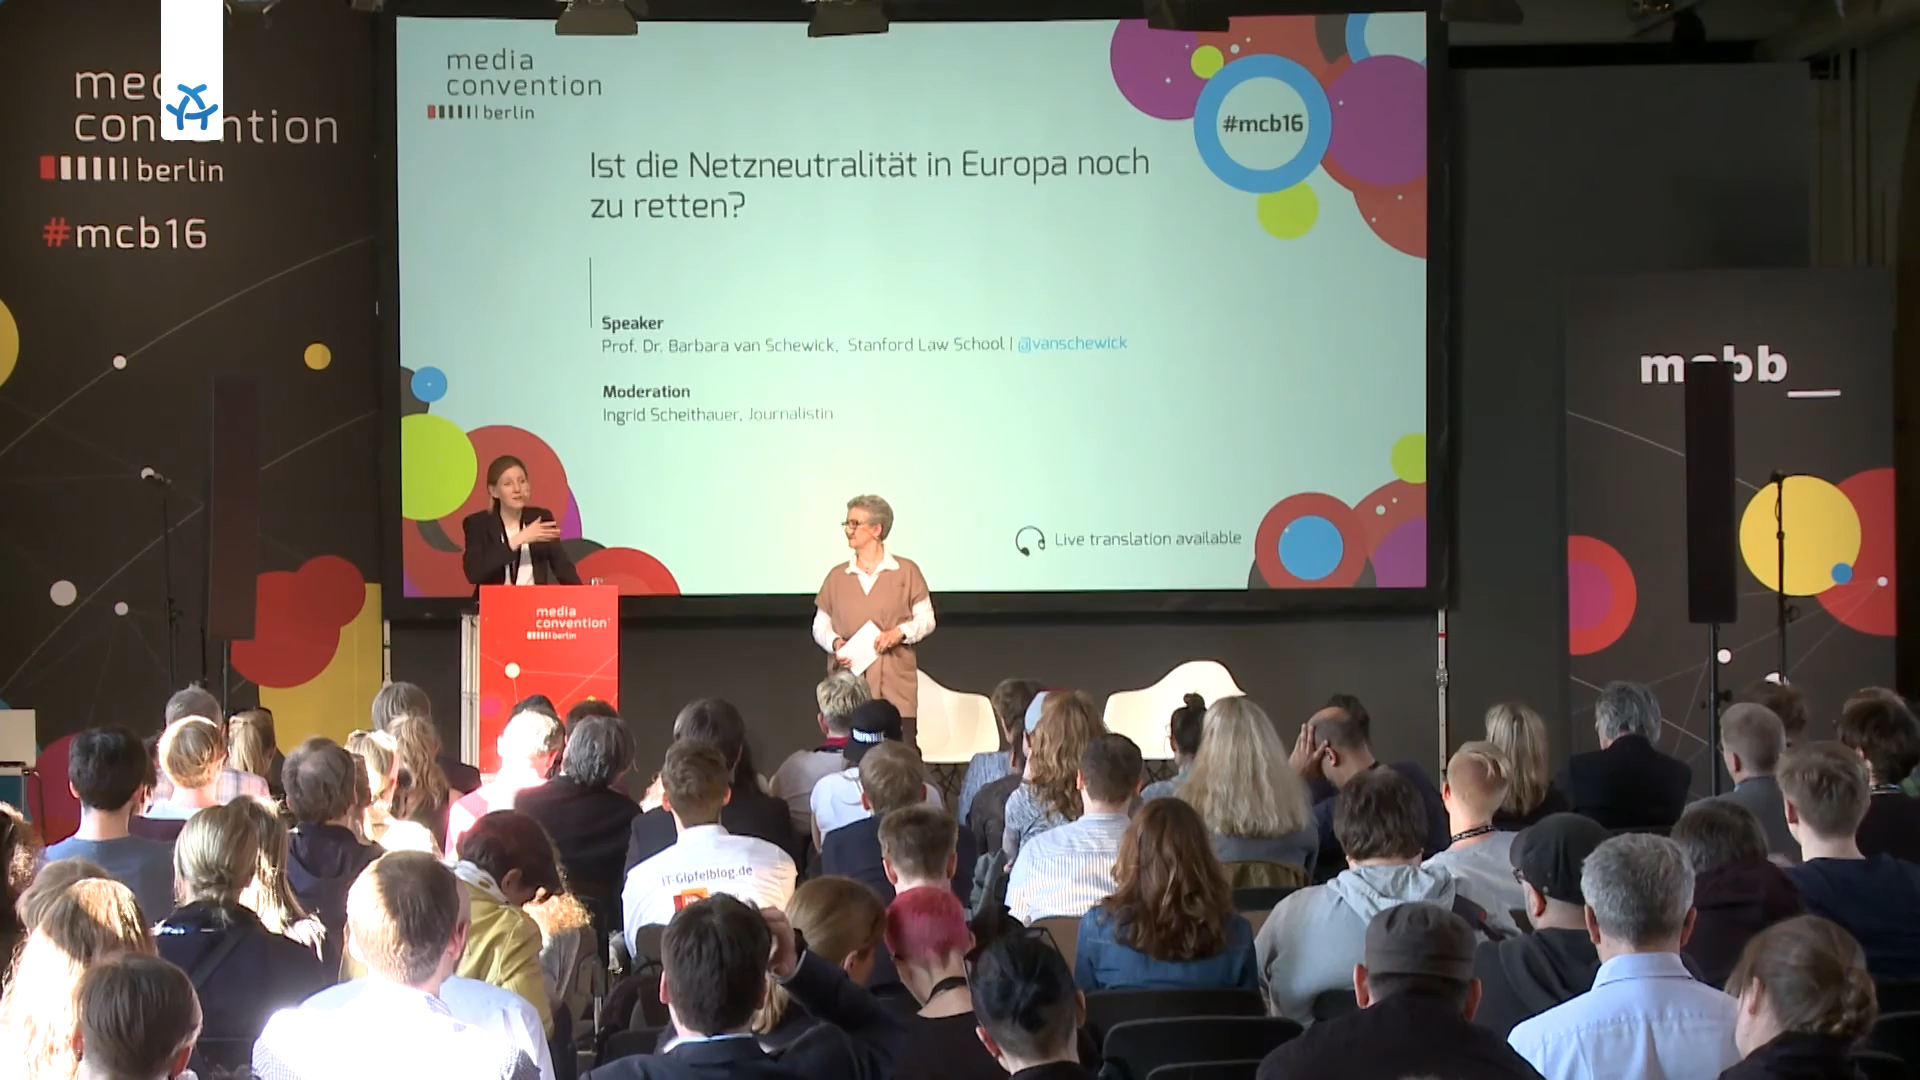 berlin
#mcb16
media
convention
berlin
#mcb16
Ist die Netzneutralität in Europa noch
zu retten?
Speaker
Prof. Dr. Barbara van Schewick, Stanford Law School | @vanschewick
Moderation
Ingrid Scheithauer, Journalistin
Live translation available
media
convention
berlin
IT-Gipfelblog.de